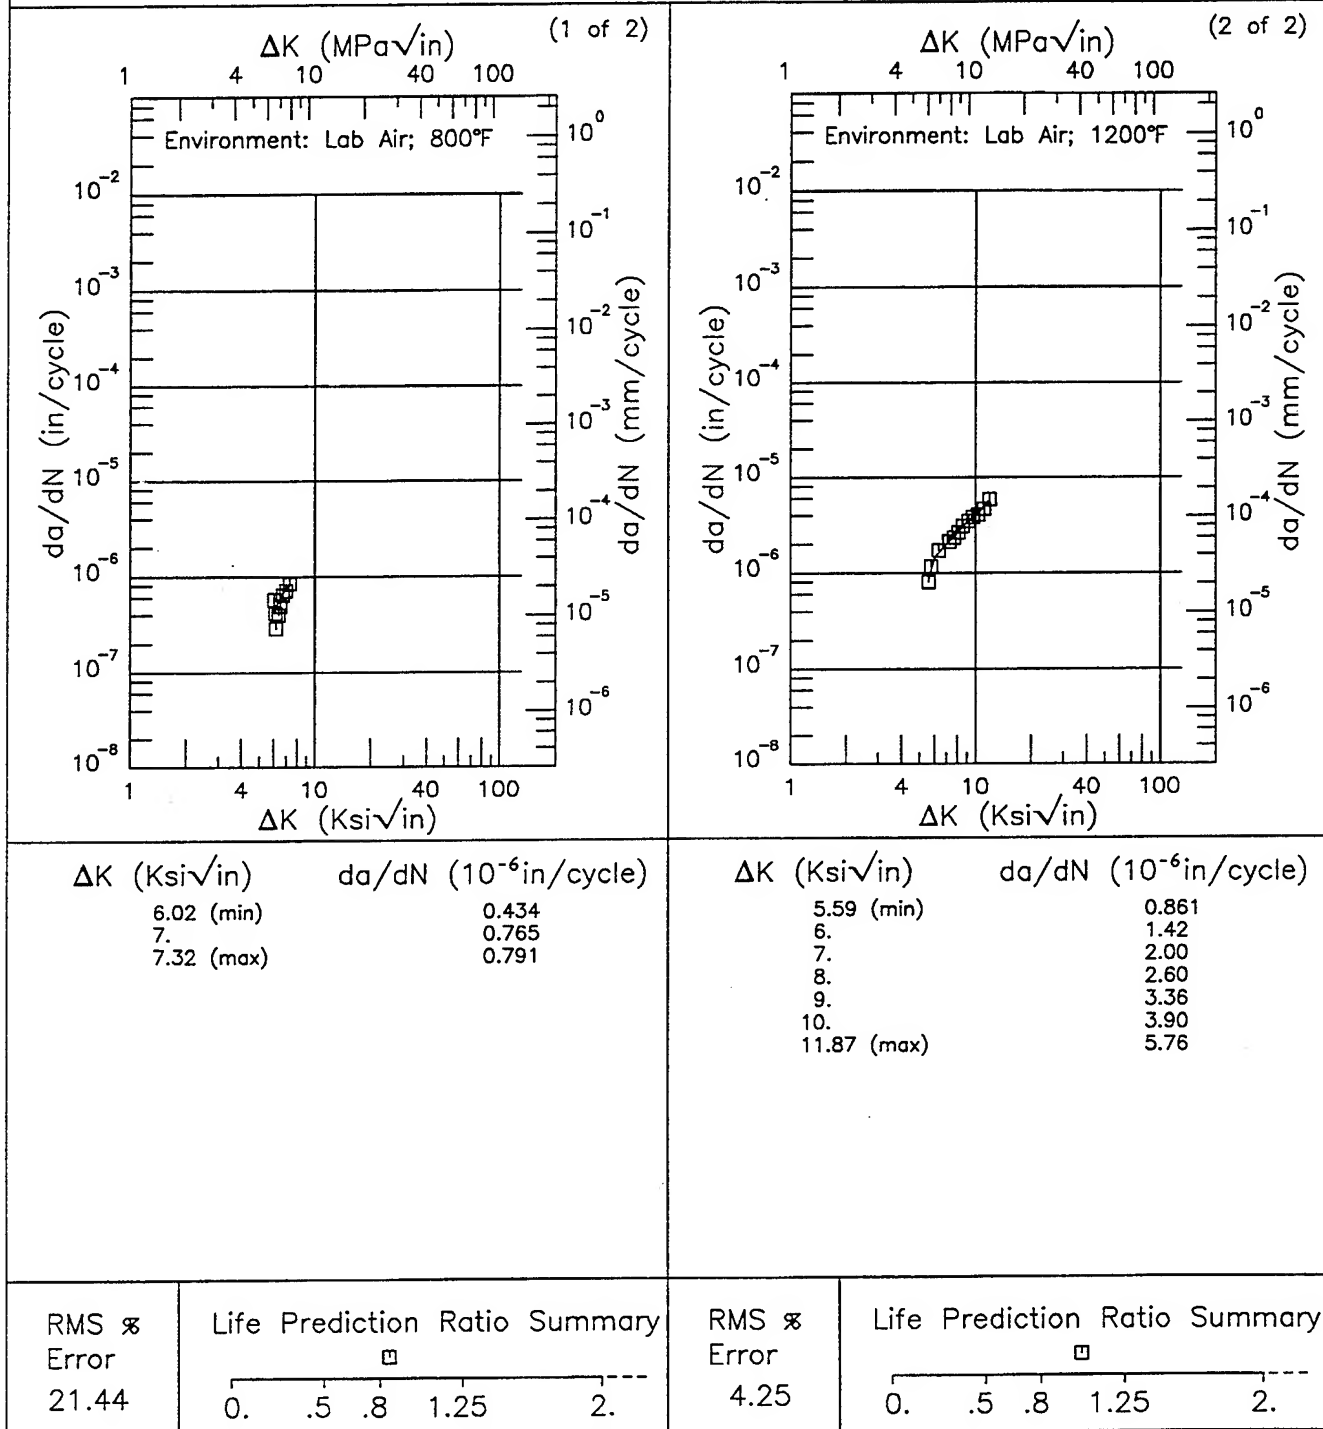 (1 of 2)
ΔK (MPa√in)
1 4 10 40 100
Environment: Lab Air; 800°F
10⁰
10⁻¹
10⁻²
10⁻³
10⁻⁴
10⁻⁵
10⁻⁶
da/dN (mm/cycle)
10⁻²
10⁻³
10⁻⁴
10⁻⁵
10⁻⁶
10⁻⁷
10⁻⁸
da/dN (in/cycle)
1 4 10 40 100
ΔK (Ksi√in)
ΔK (Ksi√in) da/dN (10⁻⁶in/cycle)
6.02 (min) 0.434
7. 0.765
7.32 (max) 0.791
RMS %
Error
21.44
Life Prediction Ratio Summary
0. .5 .8 1.25 2.
(2 of 2)
ΔK (MPa√in)
1 4 10 40 100
Environment: Lab Air; 1200°F
10⁰
10⁻¹
10⁻²
10⁻³
10⁻⁴
10⁻⁵
10⁻⁶
da/dN (mm/cycle)
10⁻²
10⁻³
10⁻⁴
10⁻⁵
10⁻⁶
10⁻⁷
10⁻⁸
da/dN (in/cycle)
1 4 10 40 100
ΔK (Ksi√in)
ΔK (Ksi√in) da/dN (10⁻⁶in/cycle)
5.59 (min) 0.861
6. 1.42
7. 2.00
8. 2.60
9. 3.36
10. 3.90
11.87 (max) 5.76
RMS %
Error
4.25
Life Prediction Ratio Summary
0. .5 .8 1.25 2.